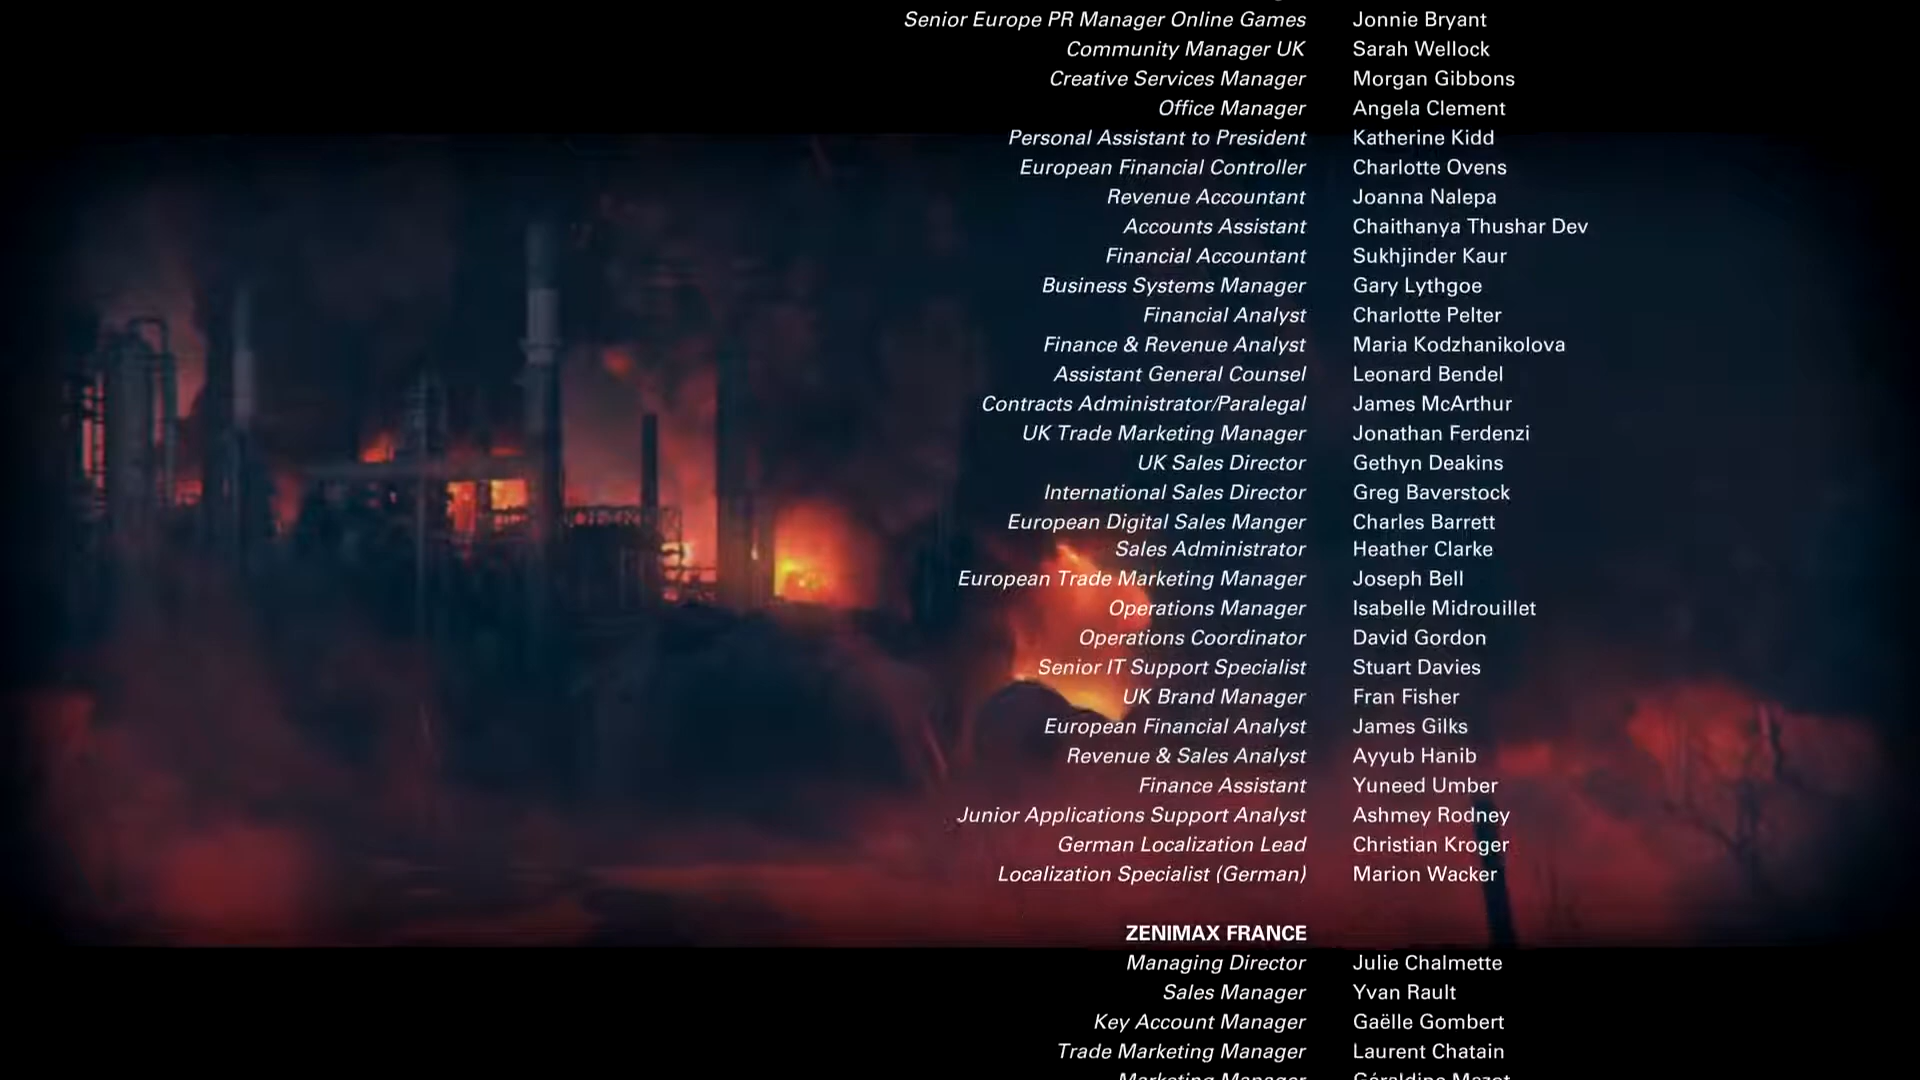 Senior Europe PR Manager Online Games Jonnie Bryant
Community Manager UK Sarah Wellock
Creative Services Manager Morgan Gibbons
Office Manager Angela Clement
Personal Assistant to President Katherine Kidd
European Financial Controller Charlotte Ovens
Revenue Accountant Joanna Nalepa
Accounts Assistant Chaithanya Thushar Dev
Financial Accountant Sukhjinder Kaur
Business Systems Manager Gary Lythgoe
Financial Analyst Charlotte Pelter
Finance & Revenue Analyst Maria Kodzhanikolova
Assistant General Counsel Leonard Bendel
Contracts Administrator/Paralegal James McArthur
UK Trade Marketing Manager Jonathan Ferdenzi
UK Sales Director Gethyn Deakins
International Sales Director Greg Baverstock
European Digital Sales Manger Charles Barrett
Sales Administrator Heather Clarke
European Trade Marketing Manager Joseph Bell
Operations Manager Isabelle Midrouillet
Operations Coordinator David Gordon
Senior IT Support Specialist Stuart Davies
UK Brand Manager Fran Fisher
European Financial Analyst James Gilks
Revenue & Sales Analyst Ayyub Hanib
Finance Assistant Yuneed Umber
Junior Applications Support Analyst Ashmey Rodney
German Localization Lead Christian Kroger
Localization Specialist (German) Marion Wacker
ZENIMAX FRANCE
Managing Director Julie Chalmette
Sales Manager Yvan Rault
Key Account Manager Gaëlle Gombert
Trade Marketing Manager Laurent Chatain
Marketing Manager Géraldine Mazot